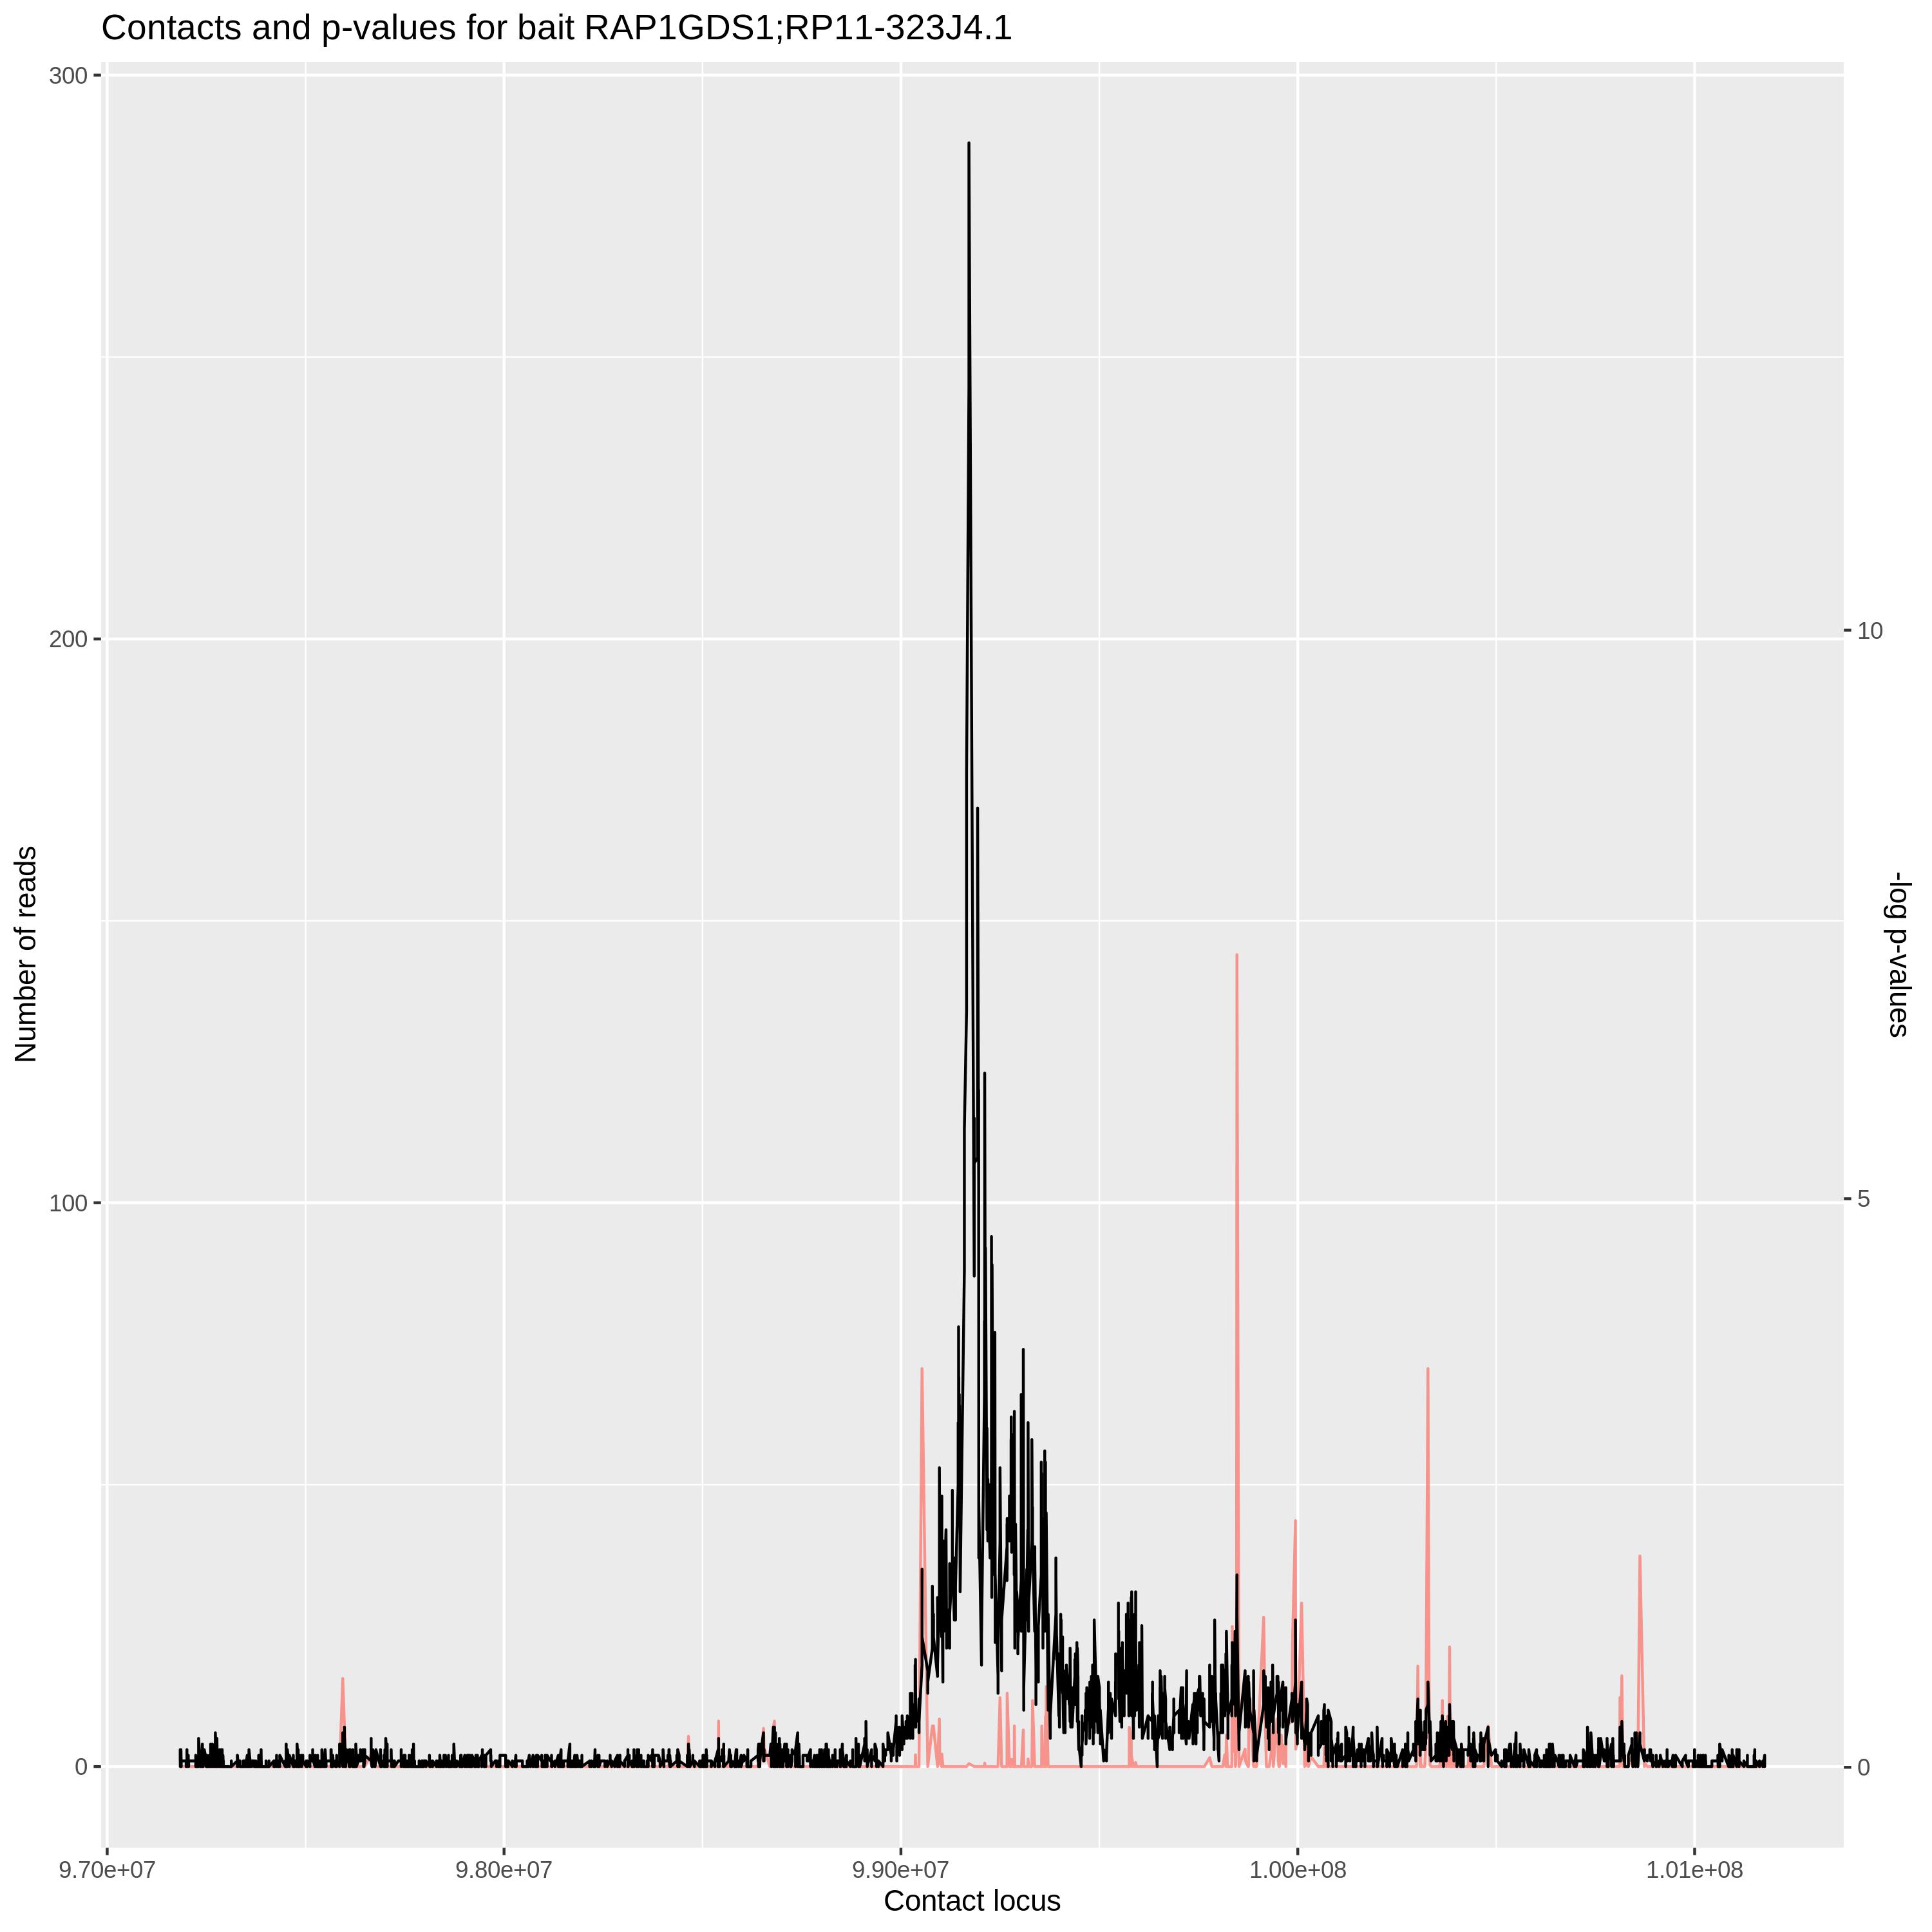 Contacts and p-values for bait RAP1GDS1;RP11-323J4.1
300
200
100
0
Number of reads
10
5
0
-log p-values
9.70e+07 9.80e+07 9.90e+07 1.00e+08 1.01e+08
Contact locus